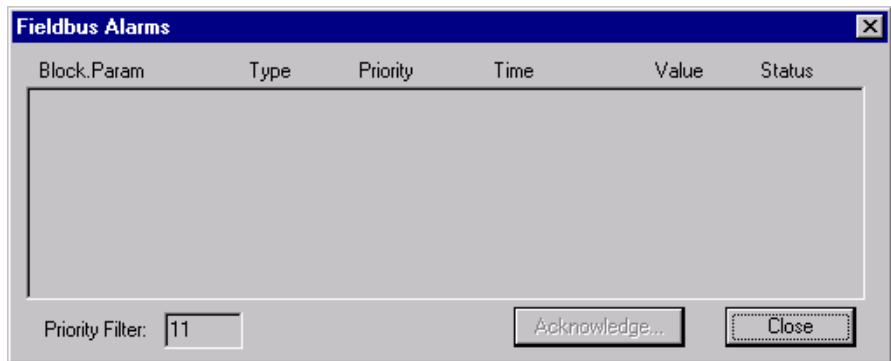 Fieldbus Alarms
Block.Param Type Priority Time Value Status
Priority Filter: 11 Acknowledge... Close